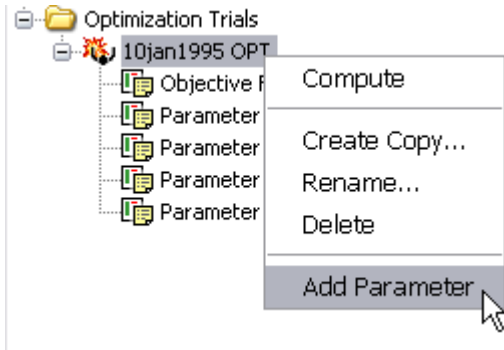 Optimization Trials
10jan1995 OPT
Objective F
Parameter
Parameter
Parameter
Parameter
Compute
Create Copy...
Rename...
Delete
Add Parameter